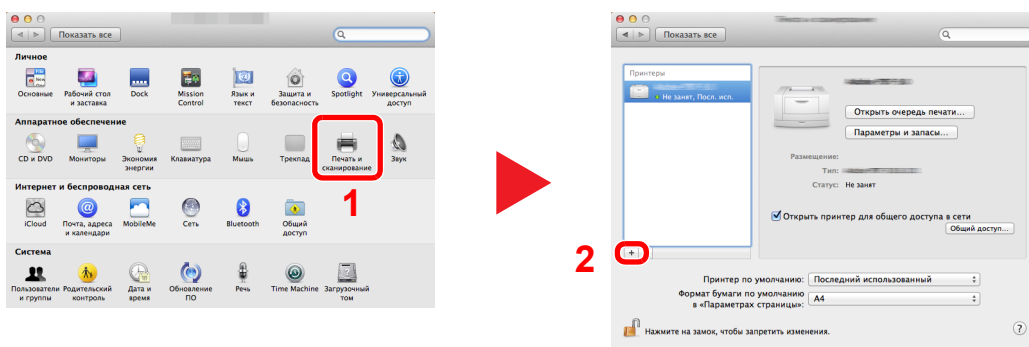 Показать все
Личное
Основные
Рабочий стол
и заставка
Dock
Mission
Control
Язык и
текст
Защита и
безопасность
Spotlight
Универсальный
доступ
Аппаратное обеспечение
CD и DVD
Мониторы
Экономия
энергии
Клавиатура
Мышь
Трекпад
Печать и
сканирование
Звук
1
Интернет и беспроводная сеть
iCloud
Почта, адреса
и календари
MobileMe
Сеть
Bluetooth
Общий
доступ
Система
Пользователи
и группы
Родительский
контроль
Дата и
время
Обновление
ПО
Речь
Time Machine
Загрузочный
том
Показать все
Принтеры
Не занят, Посл. исп.
Открыть очередь печати...
Параметры и запасы...
Размещение:
Тип:
Статус: Не занят
Открыть принтер для общего доступа в сети
Общий доступ...
2
+
Принтер по умолчанию: Последний использованный
Формат бумаги по умолчанию
в «Параметрах страницы»: A4
Нажмите на замок, чтобы запретить изменения.
?